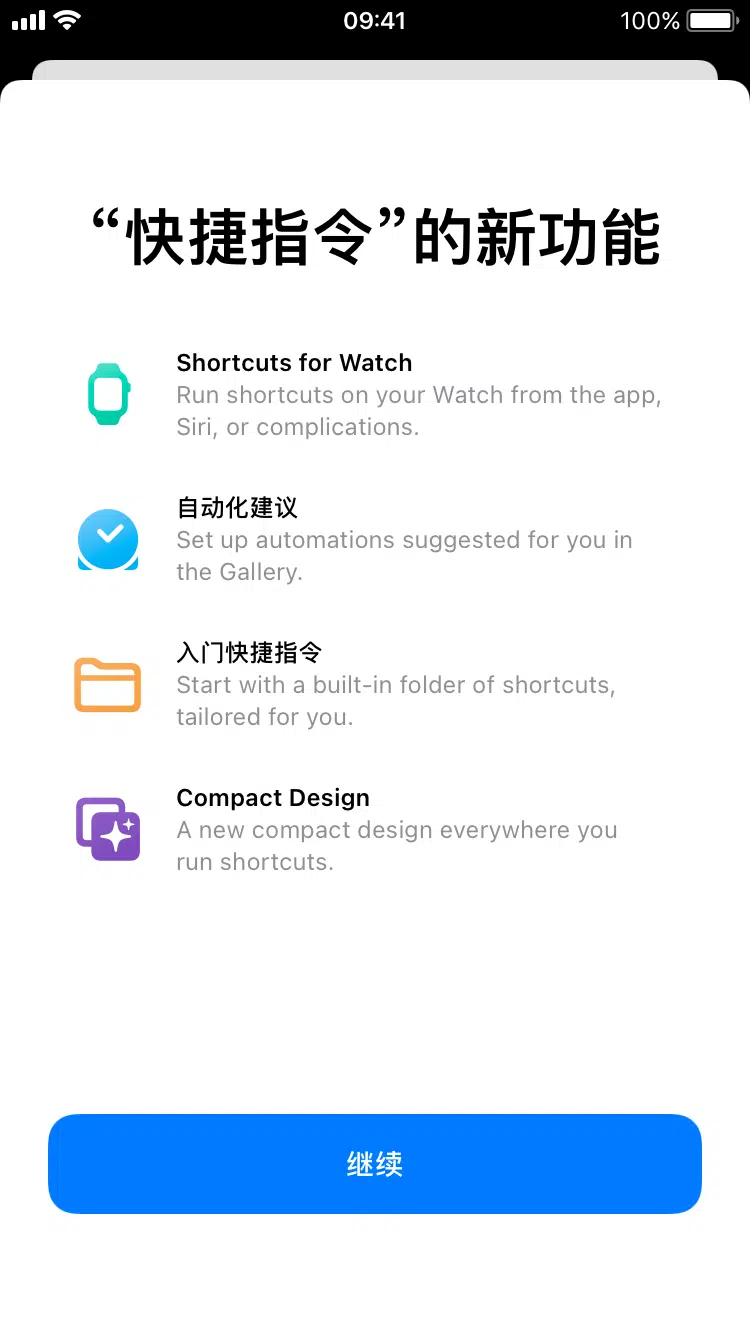 09:41
100%
“快捷指令”的新功能
Shortcuts for Watch
Run shortcuts on your Watch from the app,
Siri, or complications.
自动化建议
Set up automations suggested for you in
the Gallery.
入门快捷指令
Start with a built-in folder of shortcuts,
tailored for you.
Compact Design
A new compact design everywhere you
run shortcuts.
继续